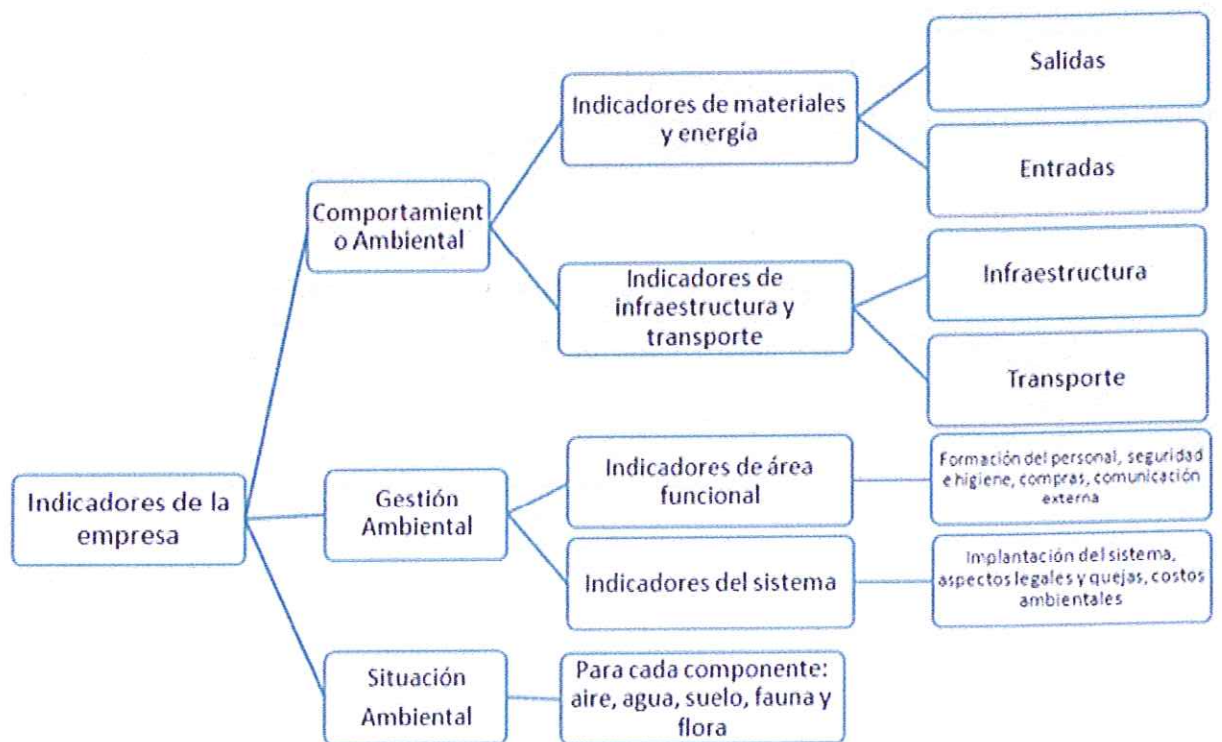 Indicadores de la
empresa
Comportamient
o Ambiental
Indicadores de materiales
y energía
Salidas
Entradas
Indicadores de
infraestructura y
transporte
Infraestructura
Transporte
Gestión
Ambiental
Indicadores de área
funcional
Formación del personal, seguridad
e higiene, compras, comunicación
externa
Indicadores del sistema
Implantación del sistema,
aspectos legales y quejas, costos
ambientales
Situación
Ambiental
Para cada componente:
aire, agua, suelo, fauna y
flora